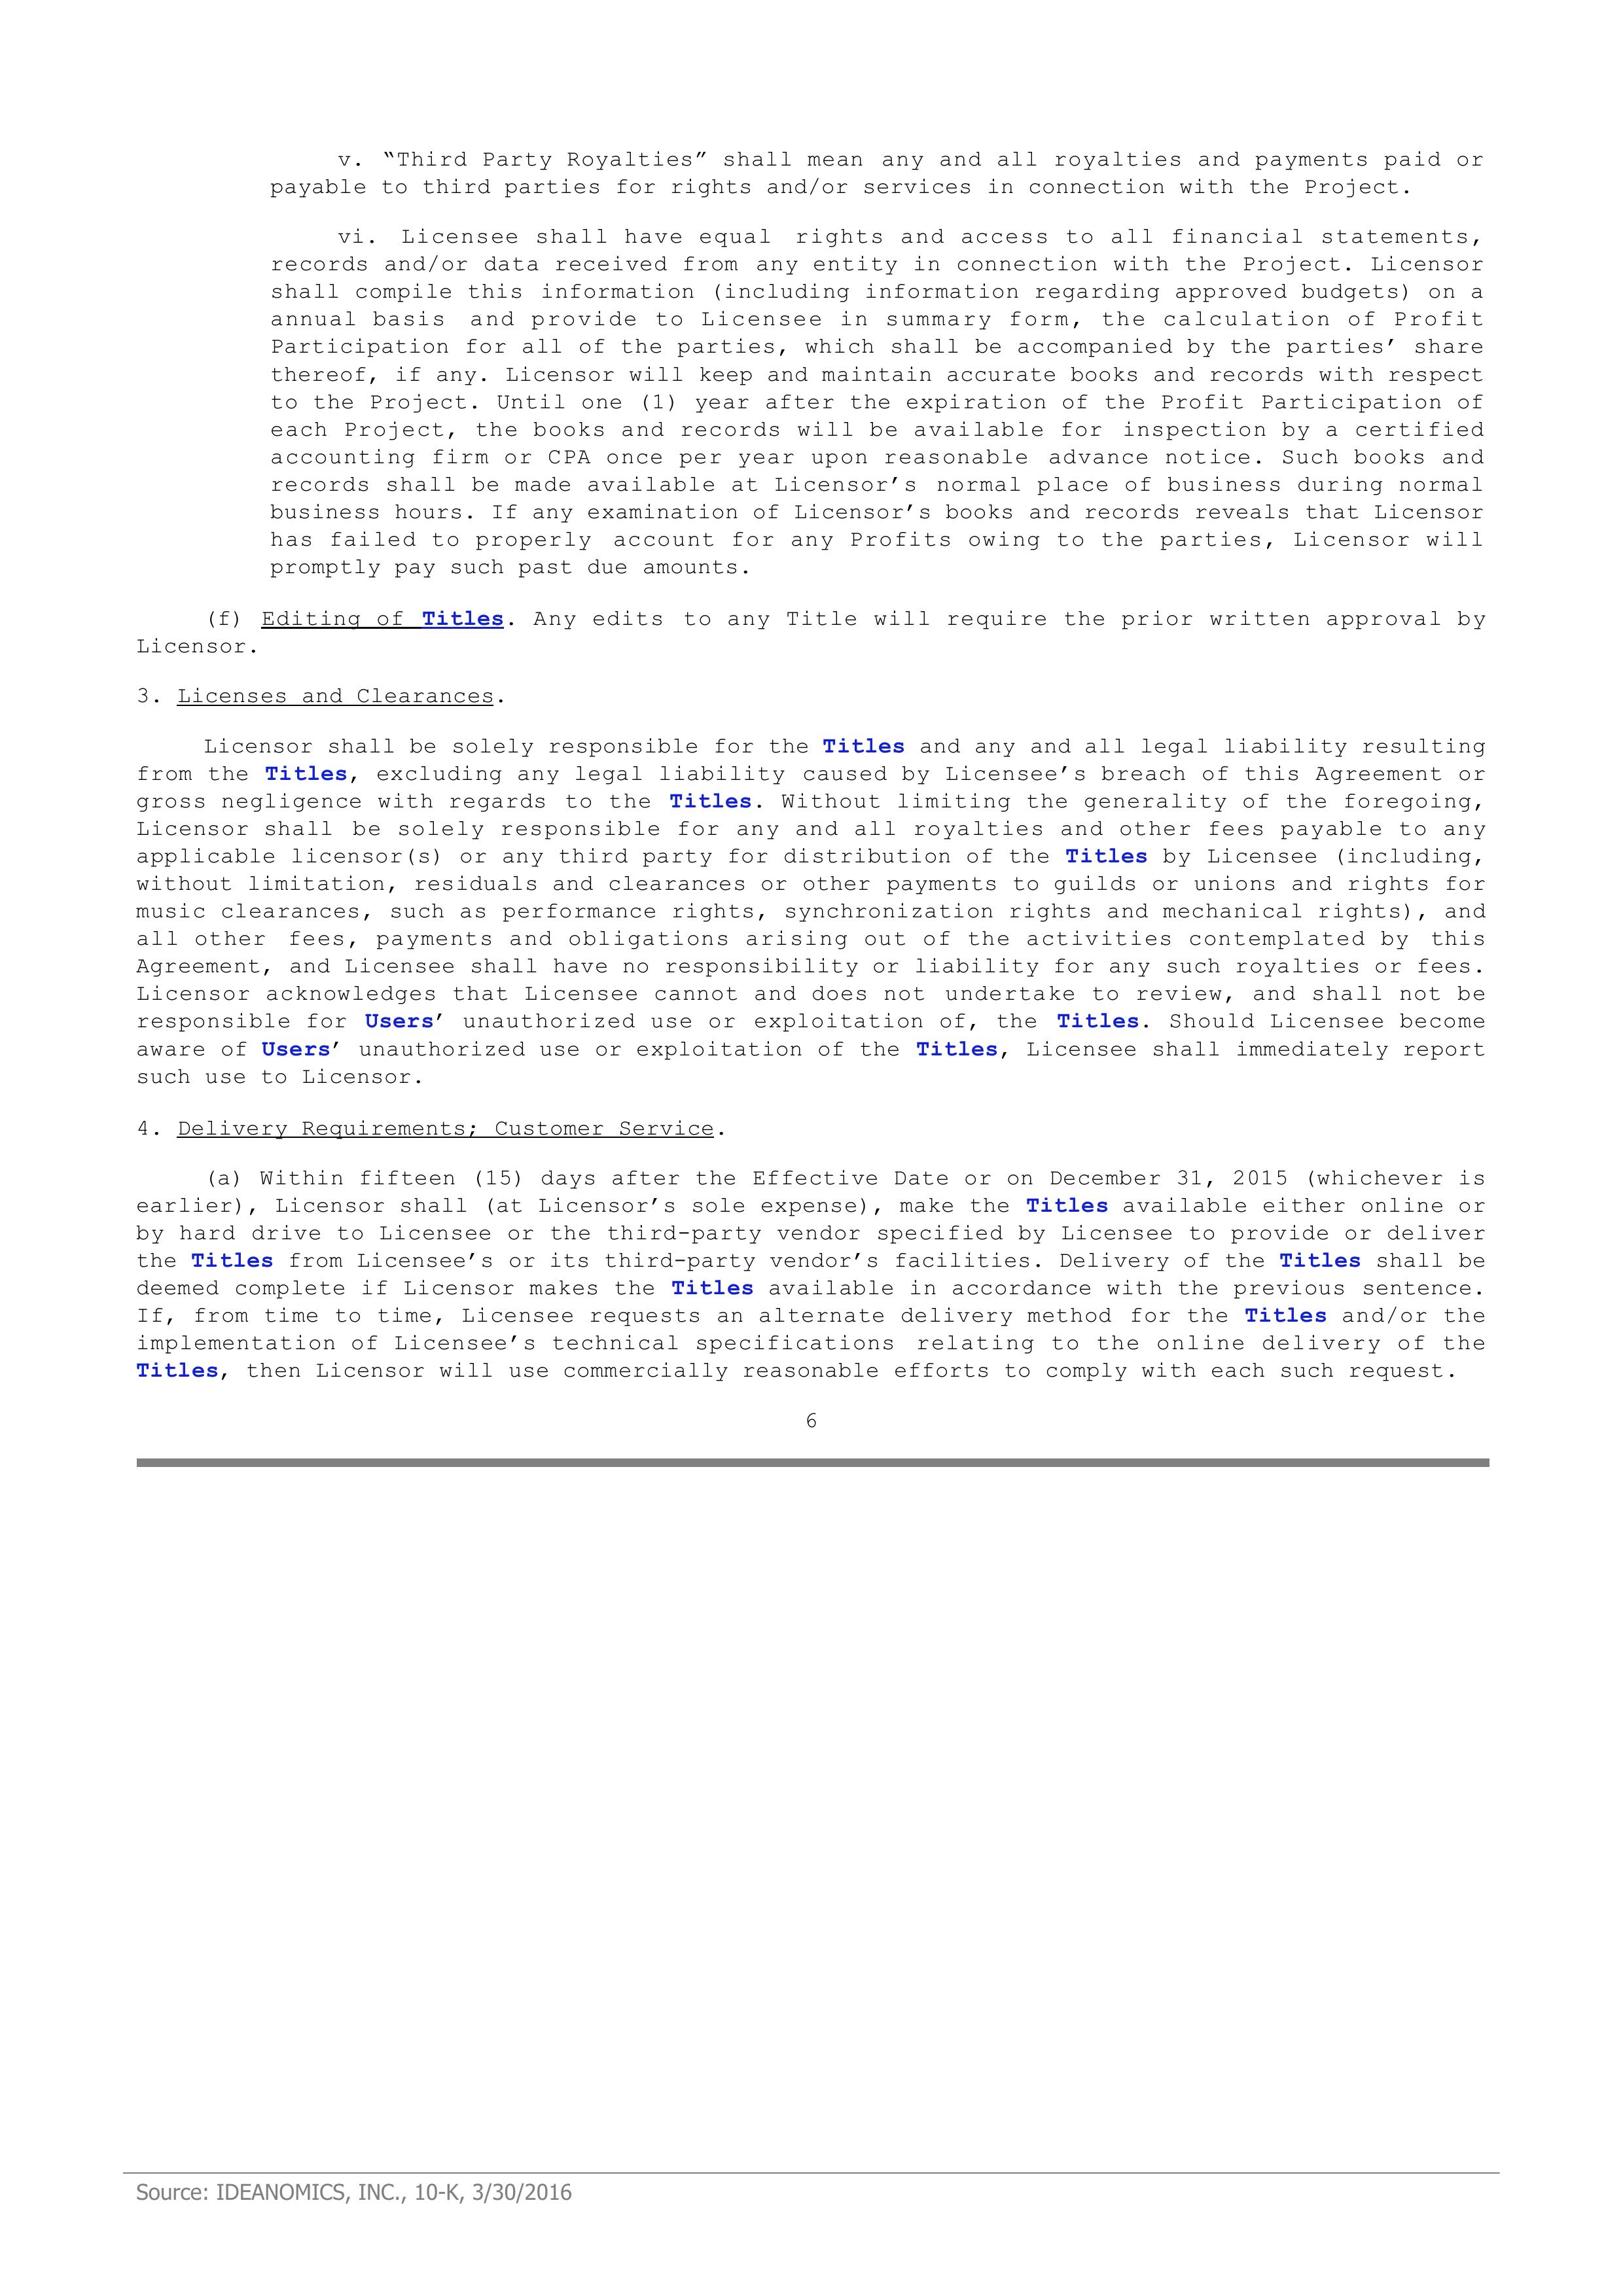 v. “Third Party Royalties” shall mean any and all royalties and payments paid or
payable to third parties for rights and/or services in connection with the Project.
vi. Licensee shall have equal rights and access to all financial statements,
records and/or data received from any entity in connection with the Project. Licensor
shall compile this information (including information regarding approved budgets) on a
annual basis and provide to Licensee in summary form, the calculation of Profit
Participation for all of the parties, which shall be accompanied by the parties’ share
thereof, if any. Licensor will keep and maintain accurate books and records with respect
to the Project. Until one (1) year after the expiration of the Profit Participation of
each Project, the books and records will be available for inspection by a certified
accounting firm or CPA once per year upon reasonable advance notice. Such books and
records shall be made available at Licensor’s normal place of business during normal
business hours. If any examination of Licensor’s books and records reveals that Licensor
has failed to properly account for any Profits owing to the parties, Licensor will
promptly pay such past due amounts.
(f) Editing of Titles. Any edits to any Title will require the prior written approval by
Licensor.
3. Licenses and Clearances.
Licensor shall be solely responsible for the Titles and any and all legal liability resulting
from the Titles, excluding any legal liability caused by Licensee’s breach of this Agreement or
gross negligence with regards to the Titles. Without limiting the generality of the foregoing,
Licensor shall be solely responsible for any and all royalties and other fees payable to any
applicable licensor(s) or any third party for distribution of the Titles by Licensee (including,
without limitation, residuals and clearances or other payments to guilds or unions and rights for
music clearances, such as performance rights, synchronization rights and mechanical rights), and
all other fees, payments and obligations arising out of the activities contemplated by this
Agreement, and Licensee shall have no responsibility or liability for any such royalties or fees.
Licensor acknowledges that Licensee cannot and does not undertake to review, and shall not be
responsible for Users’ unauthorized use or exploitation of, the Titles. Should Licensee become
aware of Users’ unauthorized use or exploitation of the Titles, Licensee shall immediately report
such use to Licensor.
4. Delivery Requirements; Customer Service.
(a) Within fifteen (15) days after the Effective Date or on December 31, 2015 (whichever is
earlier), Licensor shall (at Licensor’s sole expense), make the Titles available either online or
by hard drive to Licensee or the third-party vendor specified by Licensee to provide or deliver
the Titles from Licensee’s or its third-party vendor’s facilities. Delivery of the Titles shall be
deemed complete if Licensor makes the Titles available in accordance with the previous sentence.
If, from time to time, Licensee requests an alternate delivery method for the Titles and/or the
implementation of Licensee’s technical specifications relating to the online delivery of the
Titles, then Licensor will use commercially reasonable efforts to comply with each such request.
6
Source: IDEANOMICS, INC., 10-K, 3/30/2016